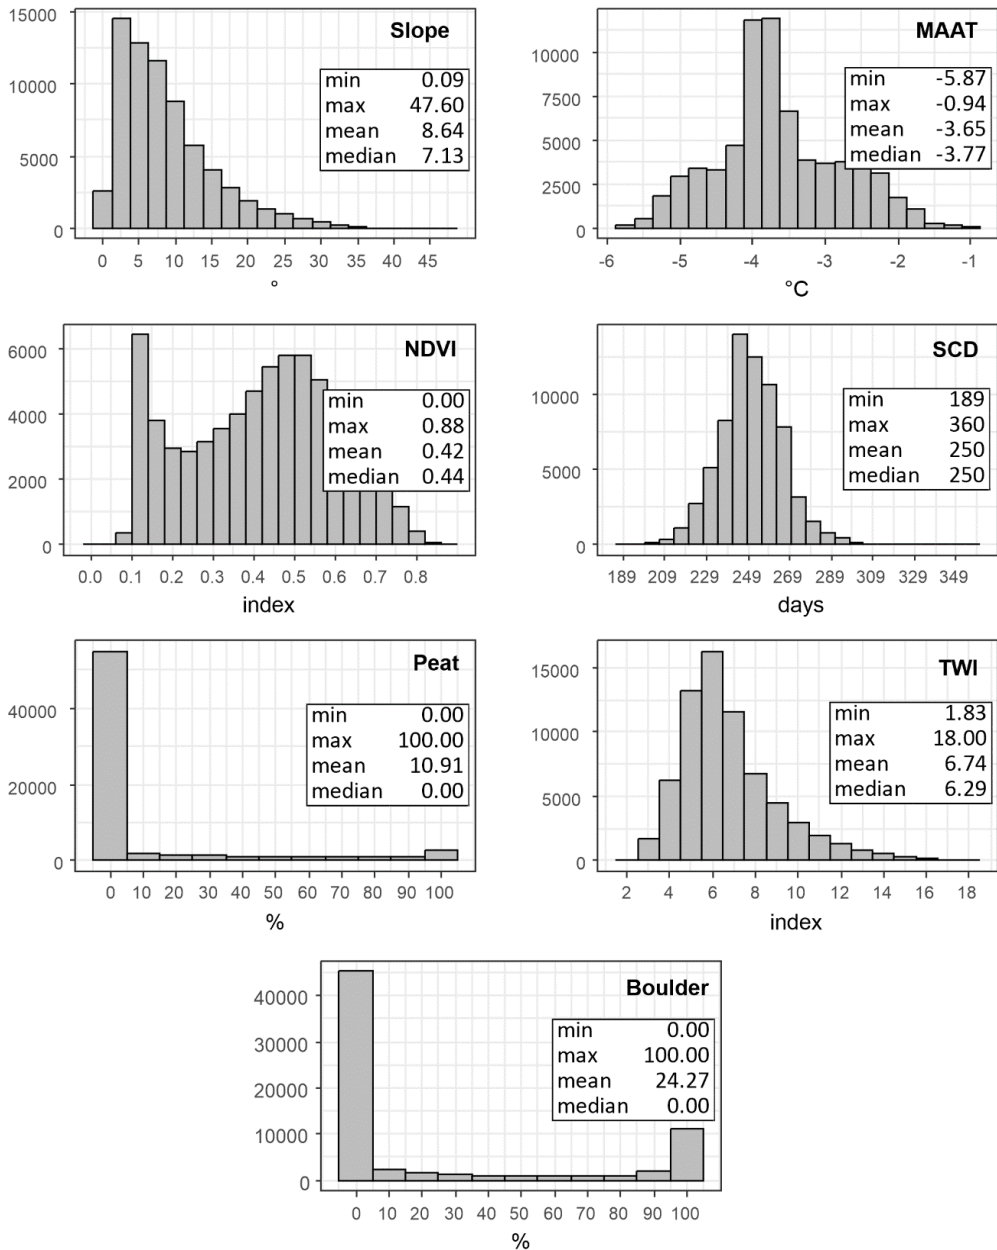 Slope
15000
10000
5000
0
min 0.09
max 47.60
mean 8.64
median 7.13
0 5 10 15 20 25 30 35 40 45
°
MAAT
10000
7500
5000
2500
0
min -5.87
max -0.94
mean -3.65
median -3.77
-6 -5 -4 -3 -2 -1
°C
NDVI
6000
4000
2000
0
min 0.00
max 0.88
mean 0.42
median 0.44
0.0 0.1 0.2 0.3 0.4 0.5 0.6 0.7 0.8
index
SCD
10000
5000
0
min 189
max 360
mean 250
median 250
189 209 229 249 269 289 309 329 349
days
Peat
40000
20000
0
min 0.00
max 100.00
mean 10.91
median 0.00
0 10 20 30 40 50 60 70 80 90 100
%
TWI
15000
10000
5000
0
min 1.83
max 18.00
mean 6.74
median 6.29
2 4 6 8 10 12 14 16 18
index
Boulder
40000
30000
20000
10000
0
min 0.00
max 100.00
mean 24.27
median 0.00
0 10 20 30 40 50 60 70 80 90 100
%